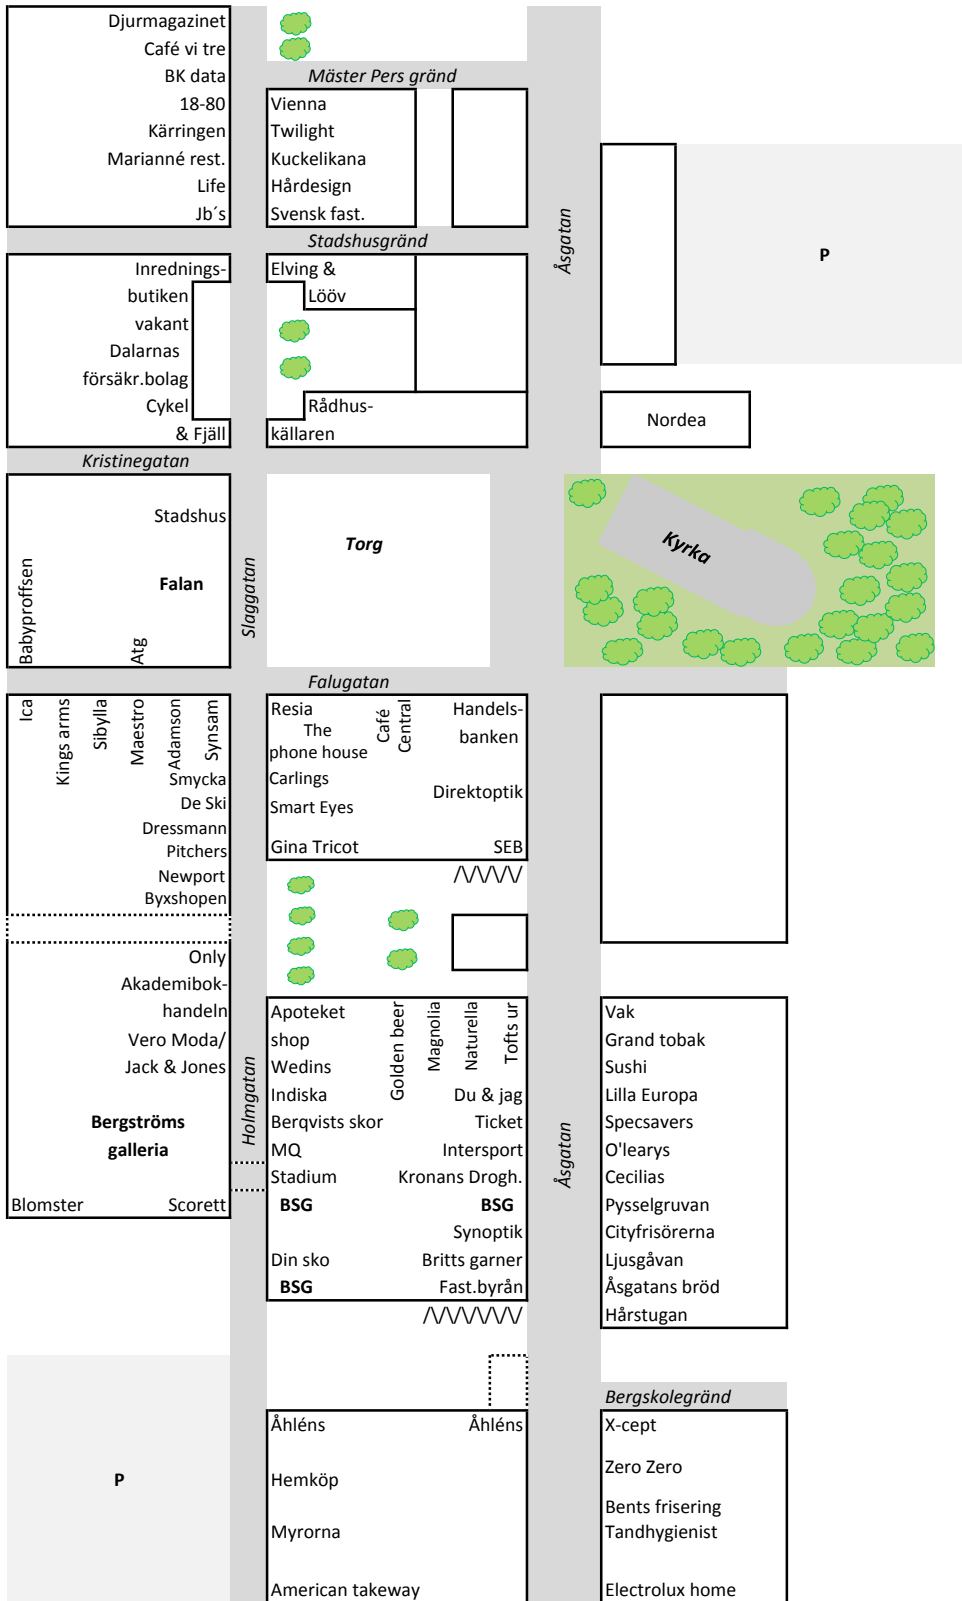 Djurmagazinet
Café vi tre
BK data
18-80
Kärringen
Marianné rest.
Life
Jb´s
Mäster Pers gränd
Vienna
Twilight
Kuckelikana
Hårdesign
Svensk fast.
Åsgatan
P
Stadshusgränd
Inrednings-
butiken
vakant
Dalarnas
försäkr.bolag
Cykel
& Fjäll
Elving &
Lööv
Rådhus-
källaren
Nordea
Kristinegatan
Stadshus
Falan
Babyproffsen
Atg
Slaggatan
Torg
Kyrka
Falugatan
Ica
Kings arms
Sibylla
Maestro
Adamson
Synsam
Smycka
De Ski
Dressmann
Pitchers
Newport
Byxshopen
Resia
The
phone house
Carlings
Smart Eyes
Gina Tricot
Café
Central
Handels-
banken
Direktoptik
SEB
/\/\/\/\/\/
Only
Akademibok-
handeln
Vero Moda/
Jack & Jones
Bergströms
galleria
Blomster
Scorett
Holmgatan
Apoteket
shop
Wedins
Indiska
Berqvists skor
MQ
Stadium
BSG
Din sko
BSG
Golden beer
Magnolia
Naturella
Tofts ur
Du & jag
Ticket
Intersport
Kronans Drogh.
BSG
Synoptik
Britts garner
Fast.byrån
/\/\/\/\/\/\/\/
Åsgatan
Vak
Grand tobak
Sushi
Lilla Europa
Specsavers
O'learys
Cecilias
Pysselgruvan
Cityfrisörerna
Ljusgåvan
Åsgatans bröd
Hårstugan
Bergskolegränd
P
Åhléns
Åhléns
Hemköp
Myrorna
American takeway
X-cept
Zero Zero
Bents frisering
Tandhygienist
Electrolux home